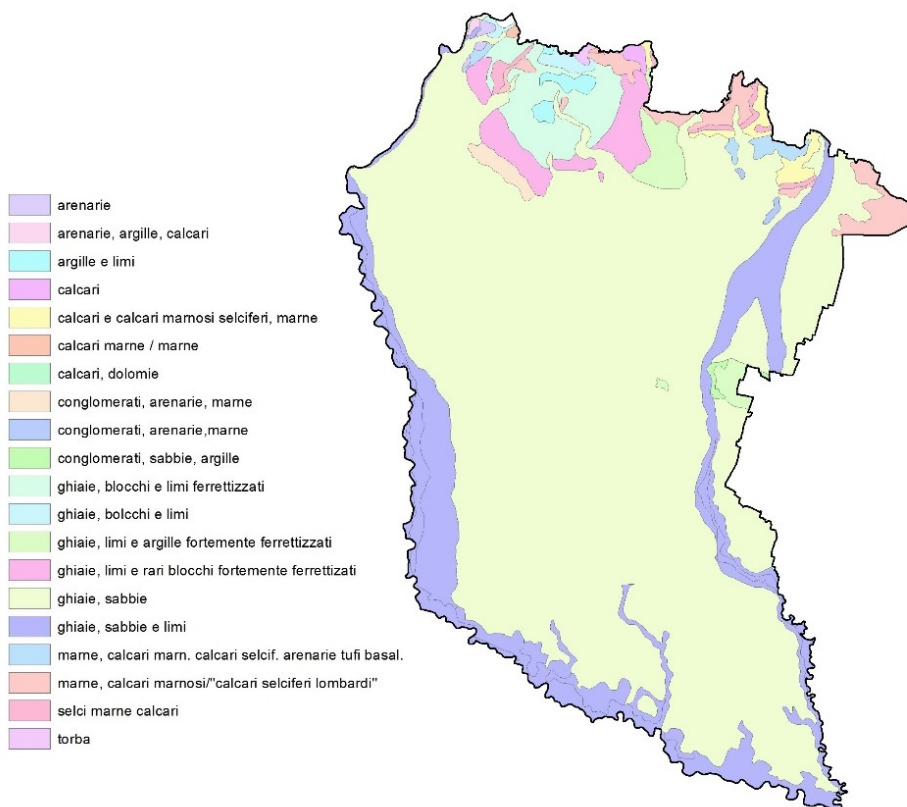 arenarie
arenarie, argille, calcari
argille e limi
calcari
calcari e calcari marnosi selciferi, marne
calcari marne / marne
calcari, dolomie
conglomerati, arenarie, marne
conglomerati, arenarie,marne
conglomerati, sabbie, argille
ghiaie, blocchi e limi ferrettizzati
ghiaie, bolcchi e limi
ghiaie, limi e argille fortemente ferrettizzati
ghiaie, limi e rari blocchi fortemente ferrettizati
ghiaie, sabbie
ghiaie, sabbie e limi
marne, calcari marn. calcari selcif. arenarie tufi basal.
marne, calcari marnosi/"calcari selciferi lombardi"
selci marne calcari
torba